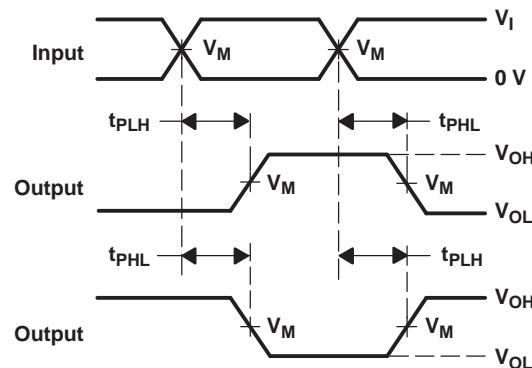 V_I
Input V_M V_M
0 V
t_PLH t_PHL
V_OH
Output V_M V_M
V_OL
t_PHL t_PLH
V_OH
Output V_M V_M
V_OL